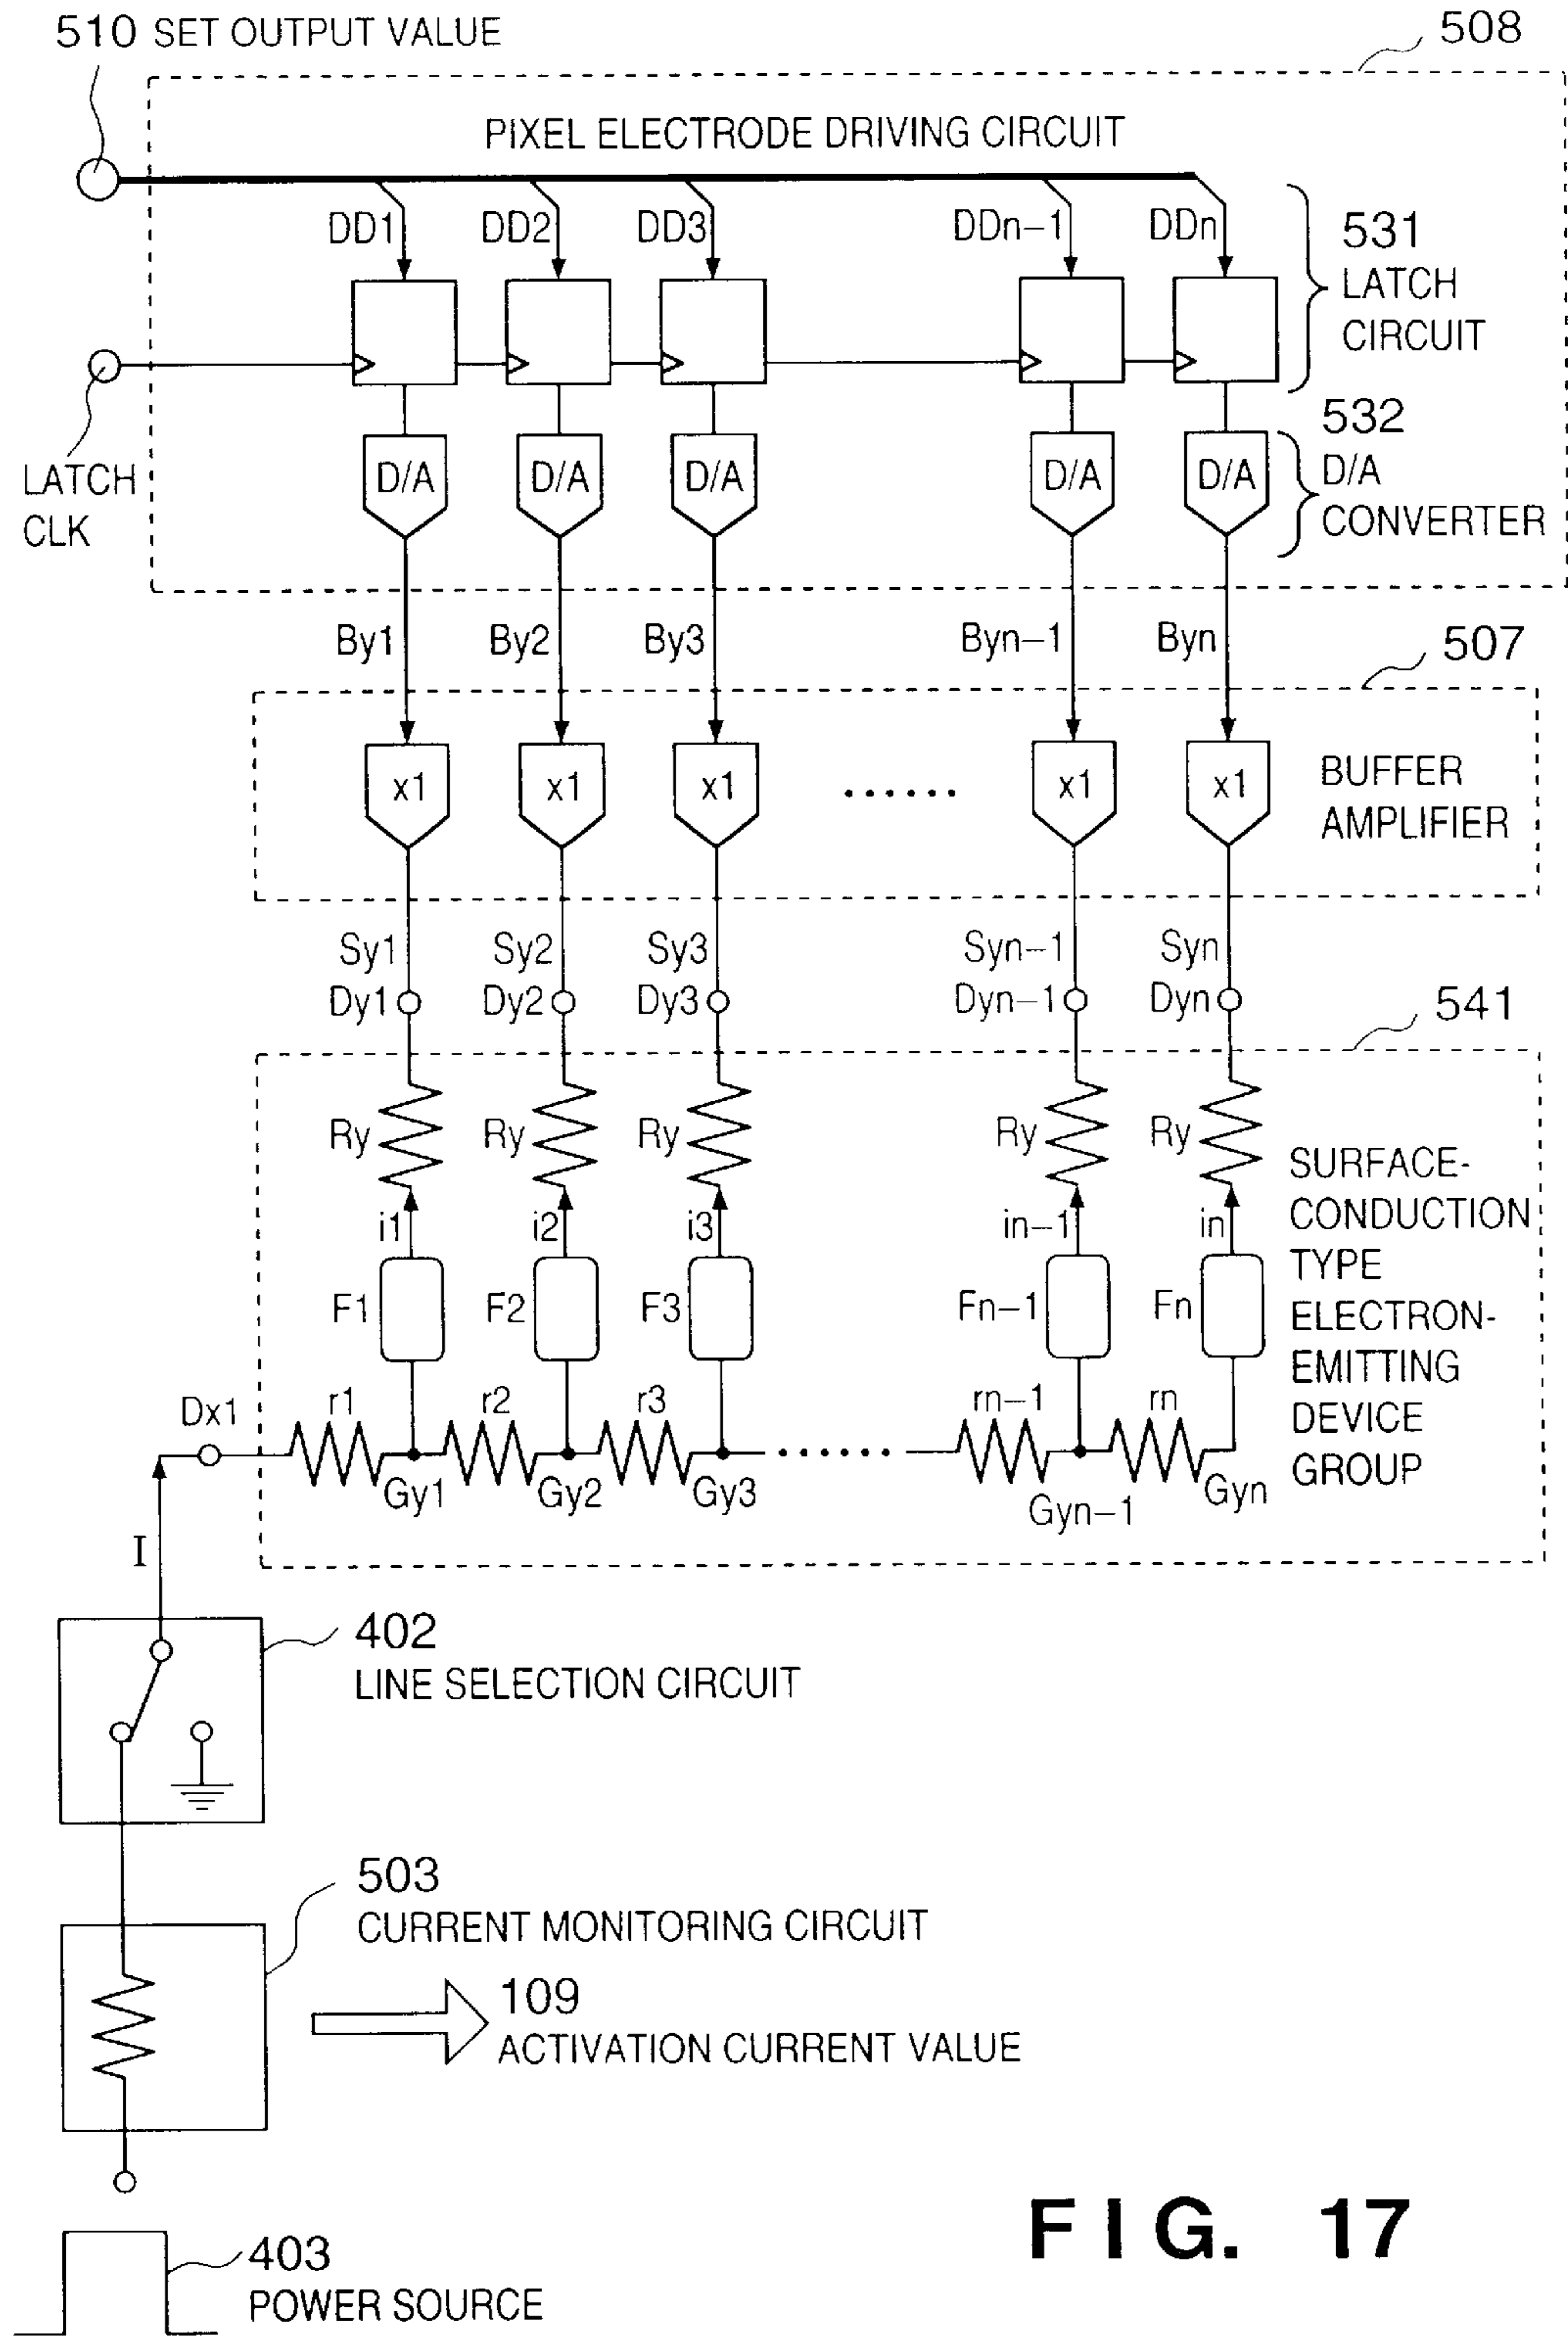 510 SET OUTPUT VALUE
508
PIXEL ELECTRODE DRIVING CIRCUIT
DD1 DD2 DD3 DDn-1 DDn
531
LATCH
CIRCUIT
LATCH
CLK
D/A D/A D/A D/A D/A
532
D/A
CONVERTER
By1 By2 By3 Byn-1 Byn
507
x1 x1 x1 ...... x1 x1
BUFFER
AMPLIFIER
Sy1 Sy2 Sy3 Syn-1 Syn
Dy1 Dy2 Dy3 Dyn-1 Dyn
541
Ry Ry Ry Ry Ry
i1 i2 i3 in-1 in
F1 F2 F3 Fn-1 Fn
SURFACE-
CONDUCTION
TYPE
ELECTRON-
EMITTING
DEVICE
GROUP
Dx1 r1 r2 r3 ...... rn-1 rn
Gy1 Gy2 Gy3 Gyn-1 Gyn
I
402
LINE SELECTION CIRCUIT
503
CURRENT MONITORING CIRCUIT
109
ACTIVATION CURRENT VALUE
403
POWER SOURCE
FIG. 17